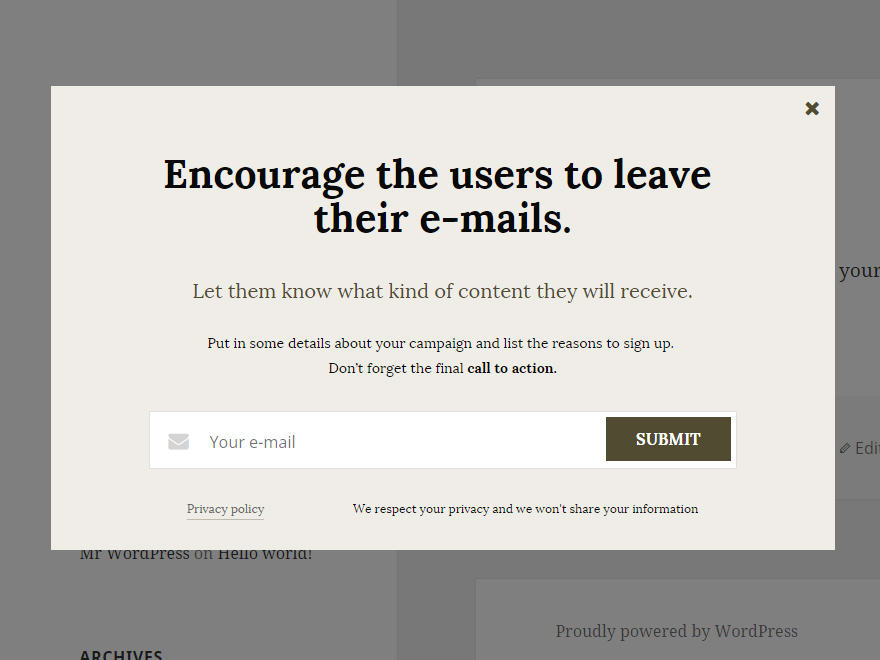 Encourage the users to leave
their e-mails.
Let them know what kind of content they will receive.
Put in some details about your campaign and list the reasons to sign up.
Don't forget the final call to action.
Your e-mail
SUBMIT
Privacy policy
We respect your privacy and we won't share your information
your
Edit
Mr WordPress on Hello world!
Proudly powered by WordPress
ARCHIVES